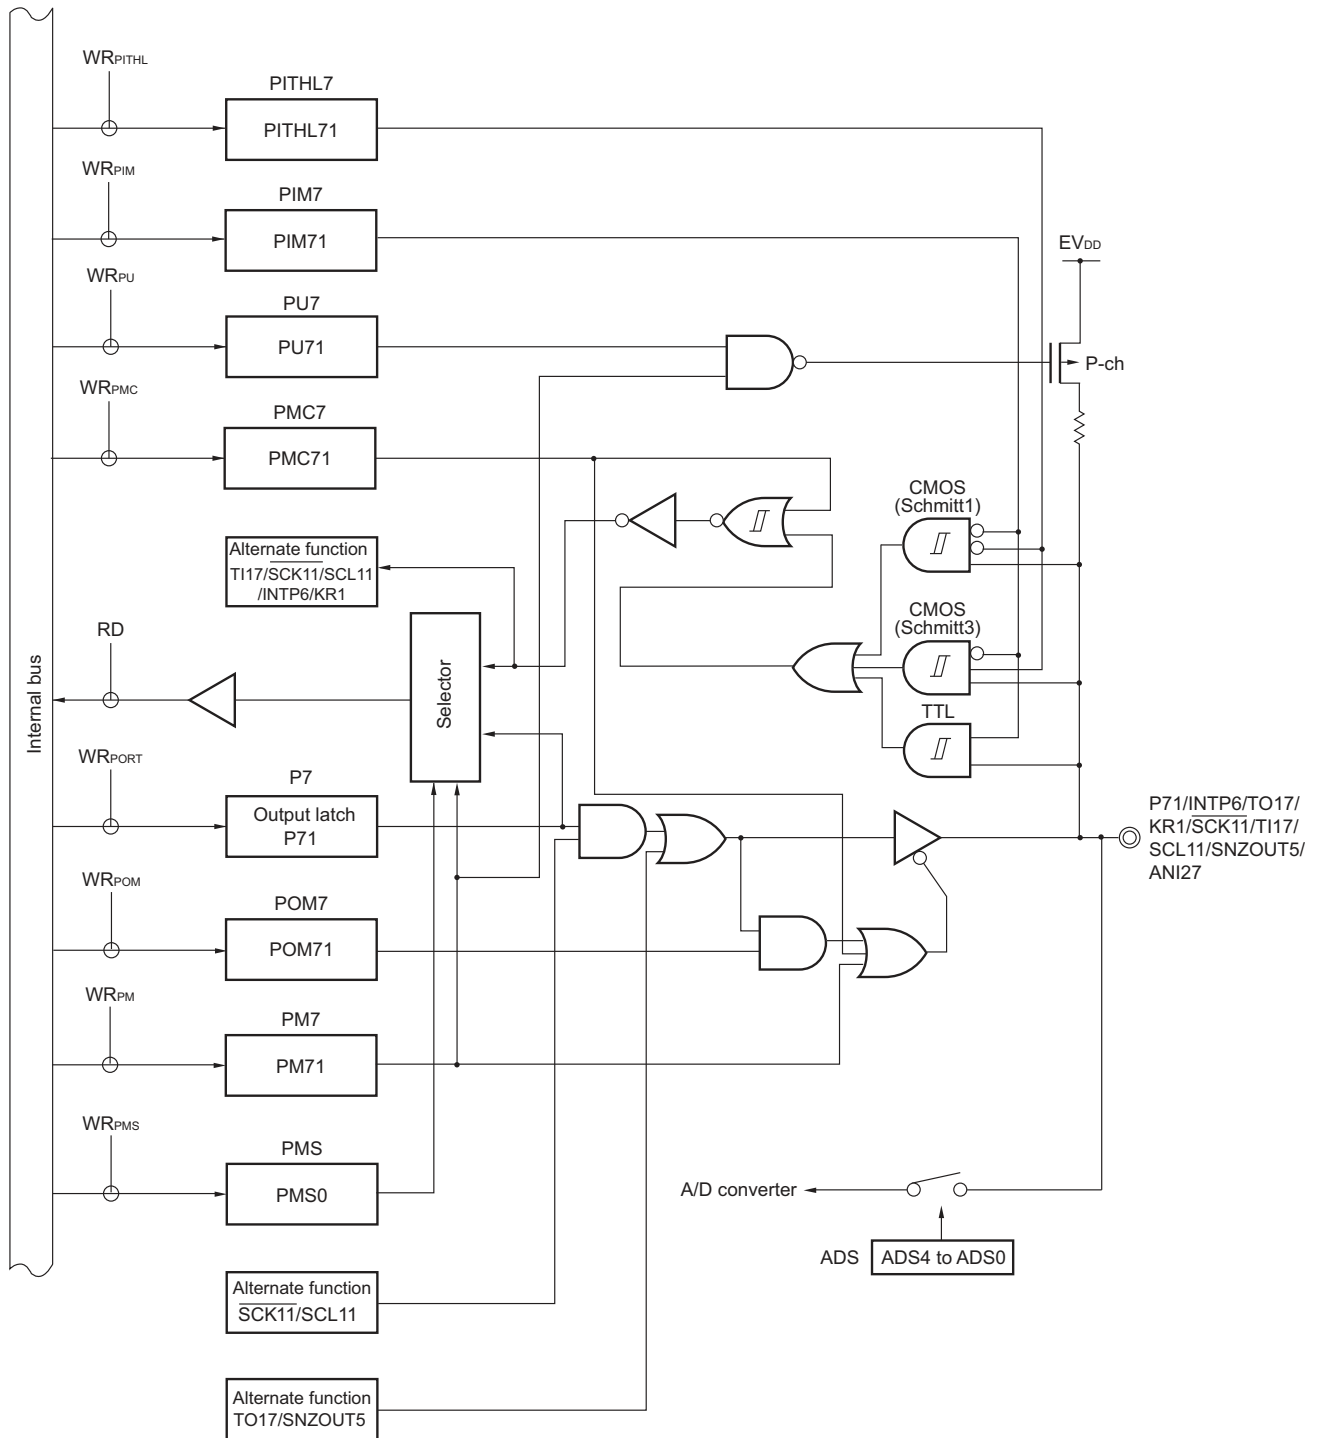 WRPITHL
PITHL7
PITHL71
WRPIM
PIM7
PIM71
EVDD
WRPU
PU7
PU71
P-ch
WRPMC
PMC7
PMC71
CMOS
(Schmitt1)
Alternate function
TI17/SCK11/SCL11
/INTP6/KR1
CMOS
(Schmitt3)
RD
Selector
Internal bus
TTL
WRPORT
P7
Output latch
P71
P71/INTP6/TO17/
KR1/SCK11/TI17/
SCL11/SNZOUT5/
ANI27
WRPOM
POM7
POM71
WRPM
PM7
PM71
WRPMS
PMS
PMS0
A/D converter
ADS
ADS4 to ADS0
Alternate function
SCK11/SCL11
Alternate function
TO17/SNZOUT5